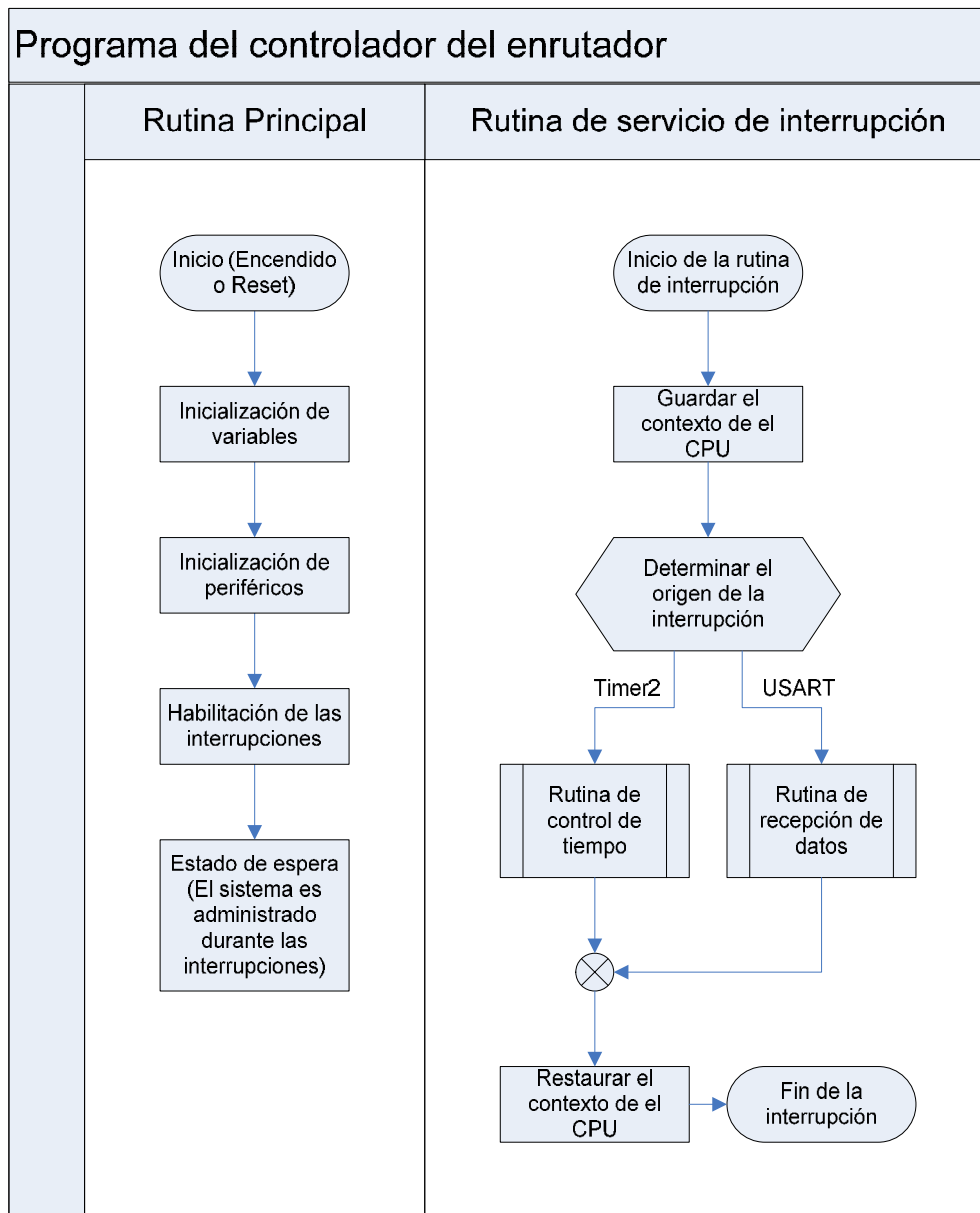 Programa del controlador del enrutador
Rutina Principal
Rutina de servicio de interrupción
Inicio (Encendido
o Reset)
Inicialización de
variables
Inicialización de
periféricos
Habilitación de las
interrupciones
Estado de espera
(El sistema es
administrado
durante las
interrupciones)
Inicio de la rutina
de interrupción
Guardar el
contexto de el
CPU
Determinar el
origen de la
interrupción
Timer2
USART
Rutina de
control de
tiempo
Rutina de
recepción de
datos
Restaurar el
contexto de el
CPU
Fin de la
interrupción